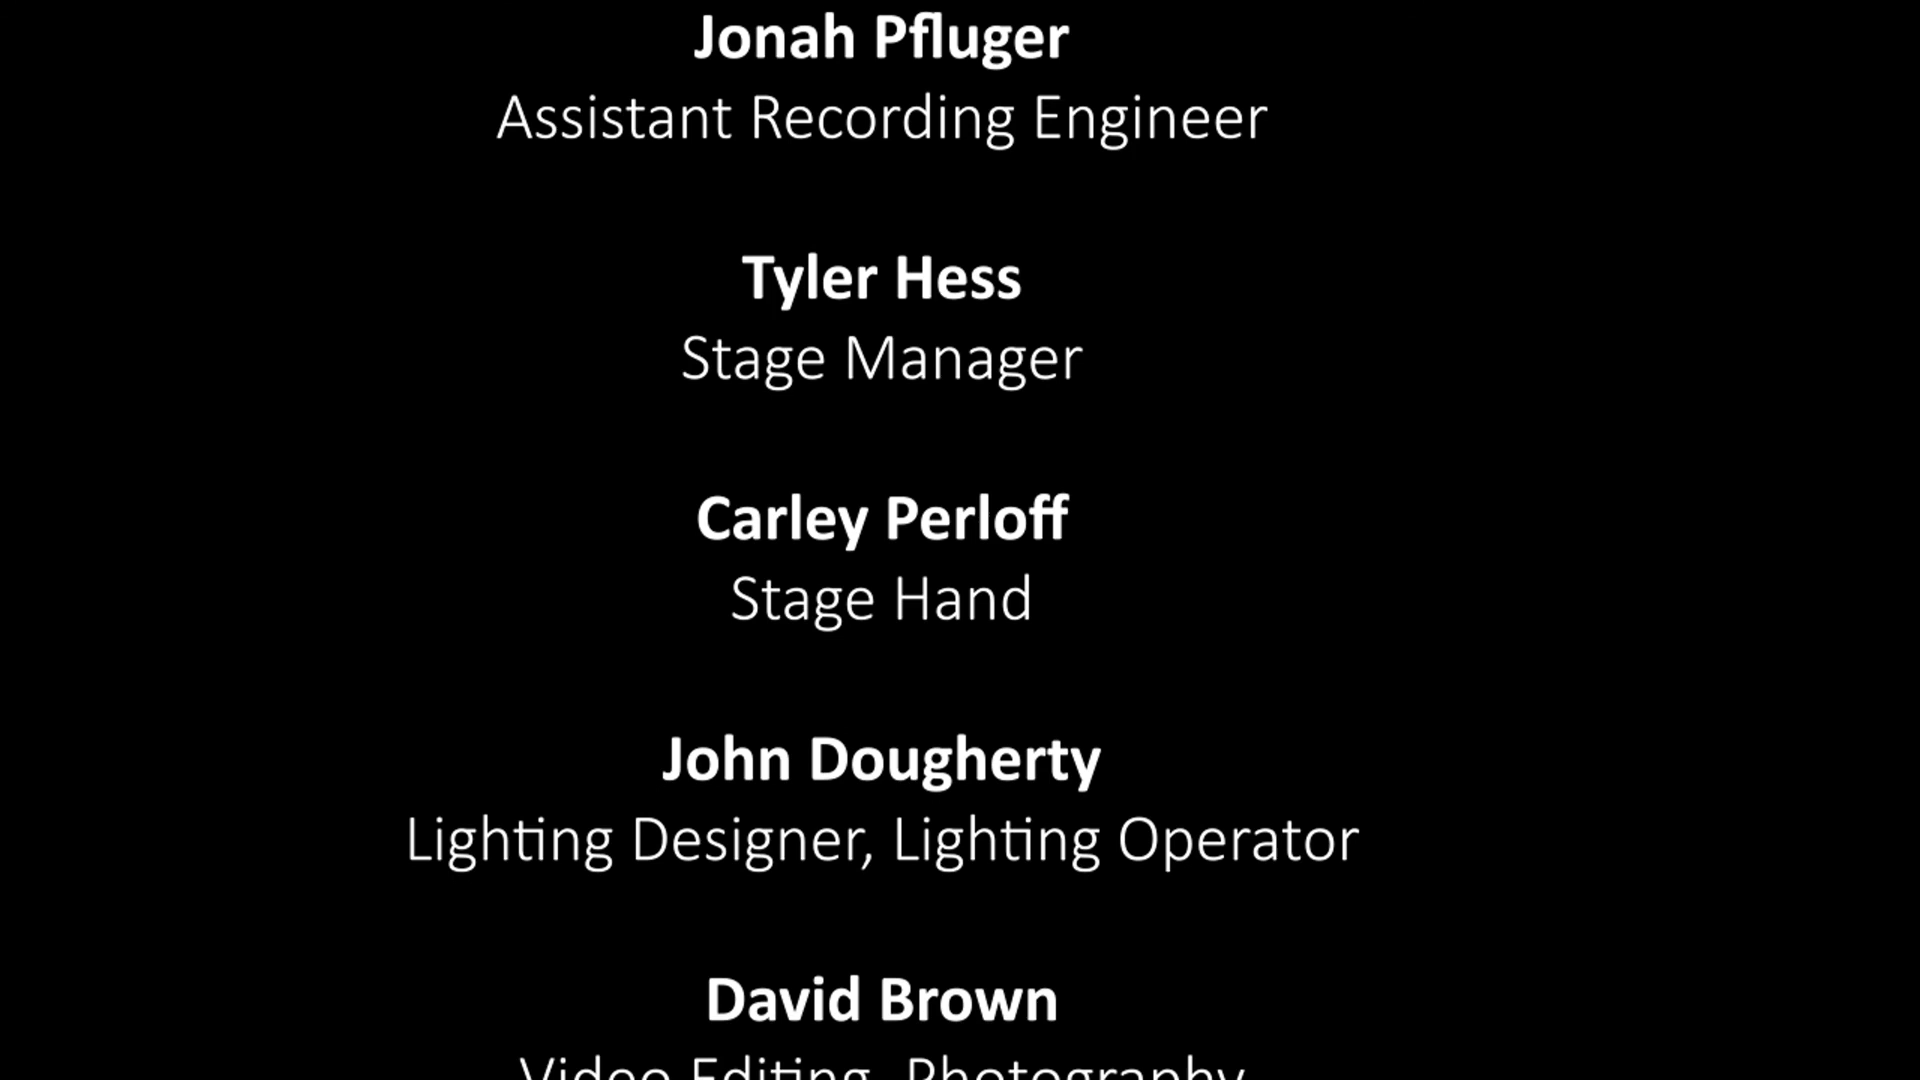 Jonah Pfluger
Assistant Recording Engineer
Tyler Hess
Stage Manager
Carley Perloff
Stage Hand
John Dougherty
Lighting Designer, Lighting Operator
David Brown
Video Editing, Photography